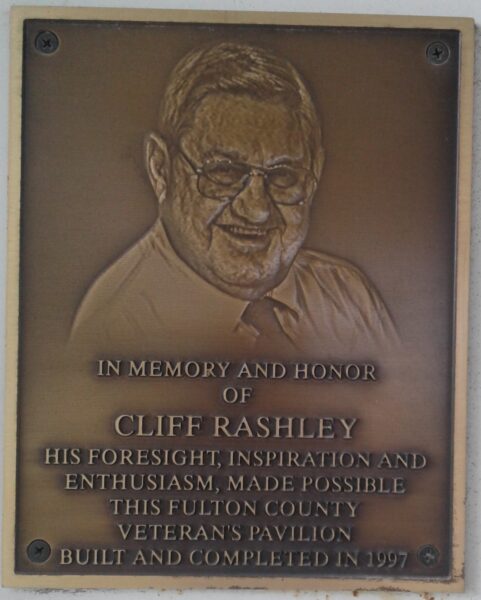 IN MEMORY AND HONOR
OF
CLIFF RASHLEY
HIS FORESIGHT, INSPIRATION AND
ENTHUSIASM, MADE POSSIBLE
THIS FULTON COUNTY
VETERAN'S PAVILION
BUILT AND COMPLETED IN 1997